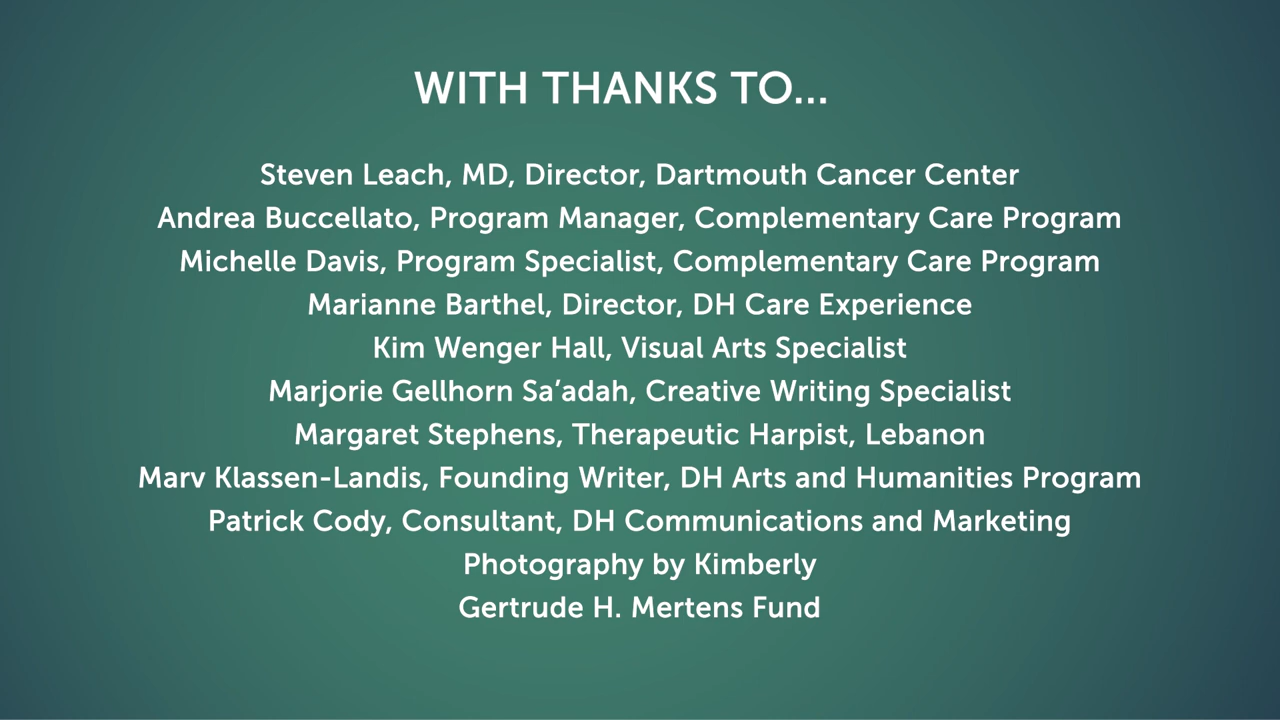 WITH THANKS TO...
Steven Leach, MD, Director, Dartmouth Cancer Center
Andrea Buccellato, Program Manager, Complementary Care Program
Michelle Davis, Program Specialist, Complementary Care Program
Marianne Barthel, Director, DH Care Experience
Kim Wenger Hall, Visual Arts Specialist
Marjorie Gellhorn Sa’adah, Creative Writing Specialist
Margaret Stephens, Therapeutic Harpist, Lebanon
Marv Klassen-Landis, Founding Writer, DH Arts and Humanities Program
Patrick Cody, Consultant, DH Communications and Marketing
Photography by Kimberly
Gertrude H. Mertens Fund